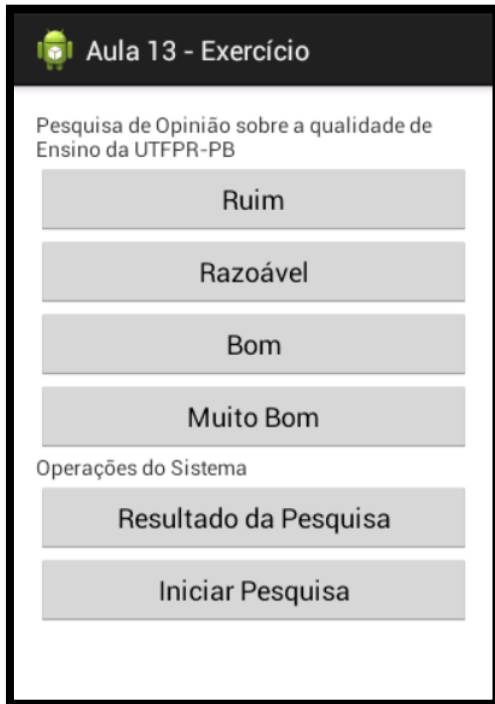 Aula 13 - Exercício
Pesquisa de Opinião sobre a qualidade de
Ensino da UTFPR-PB
Ruim
Razoável
Bom
Muito Bom
Operações do Sistema
Resultado da Pesquisa
Iniciar Pesquisa